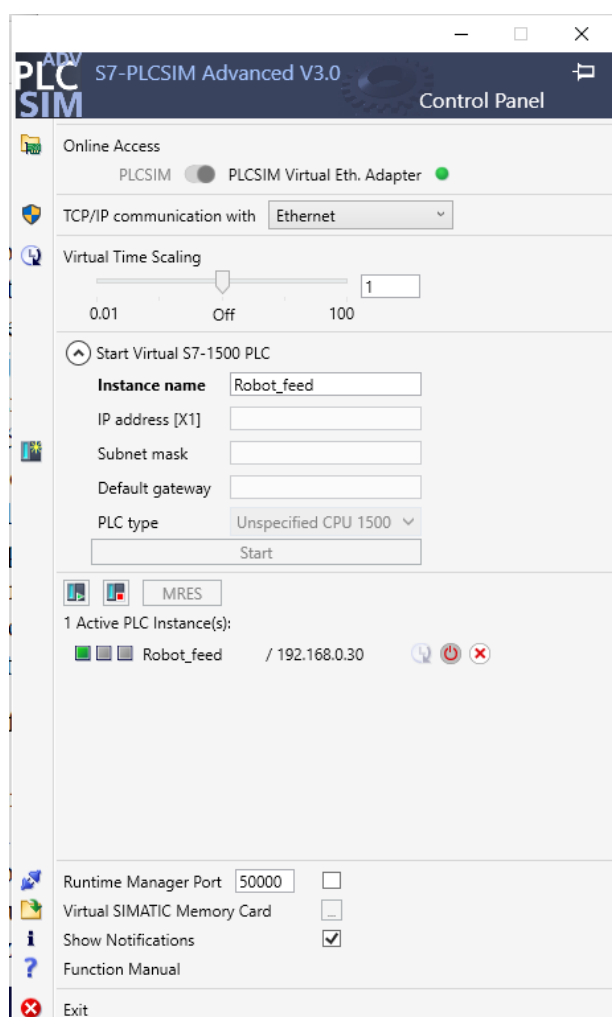 ADV
PLC
SIM
S7-PLCSIM Advanced V3.0
Control Panel
Online Access
PLCSIM PLCSIM Virtual Eth. Adapter
TCP/IP communication with Ethernet
Virtual Time Scaling
1
0.01 Off 100
Start Virtual S7-1500 PLC
Instance name Robot_feed
IP address [X1]
Subnet mask
Default gateway
PLC type Unspecified CPU 1500
Start
MRES
1 Active PLC Instance(s):
Robot_feed / 192.168.0.30
Runtime Manager Port 50000
Virtual SIMATIC Memory Card ...
Show Notifications
Function Manual
Exit